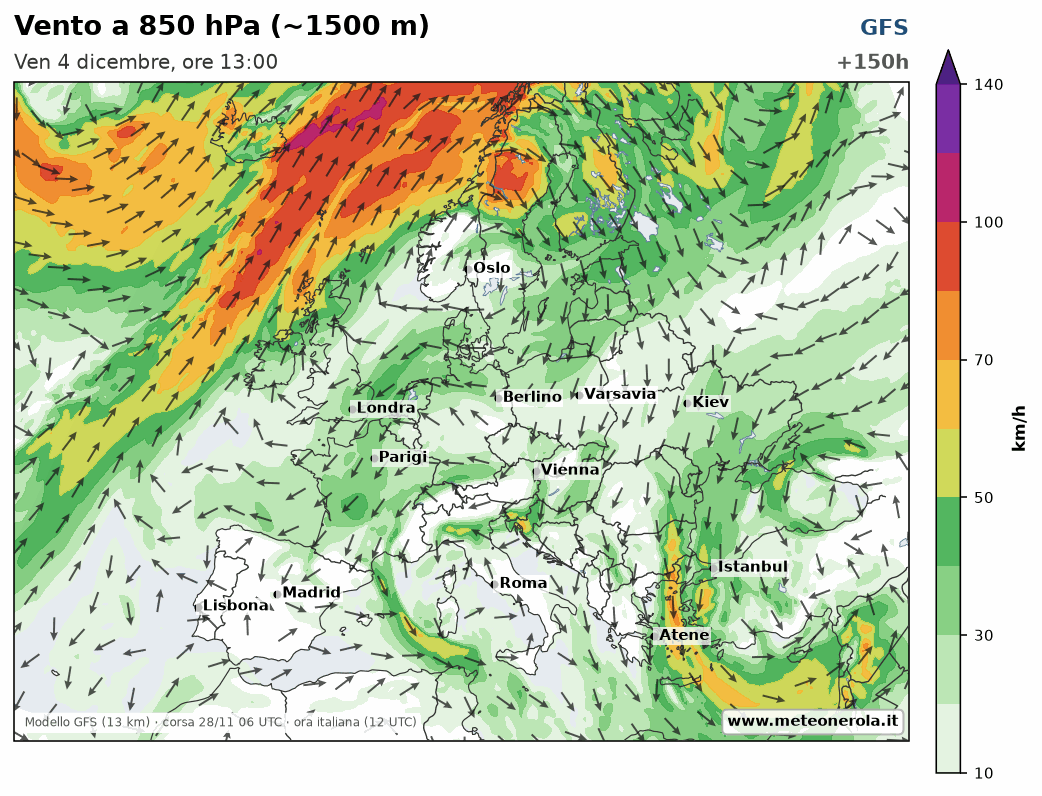 Vento a 850 hPa (~1500 m)
GFS
Ven 4 dicembre, ore 13:00
+150h
140
100
70
50
30
10
km/h
Oslo
Berlino
Varsavia
Kiev
Londra
Parigi
Vienna
Istanbul
Roma
Madrid
Lisbona
Atene
Modello GFS (13 km) · corsa 28/11 06 UTC · ora italiana (12 UTC)
www.meteonerola.it